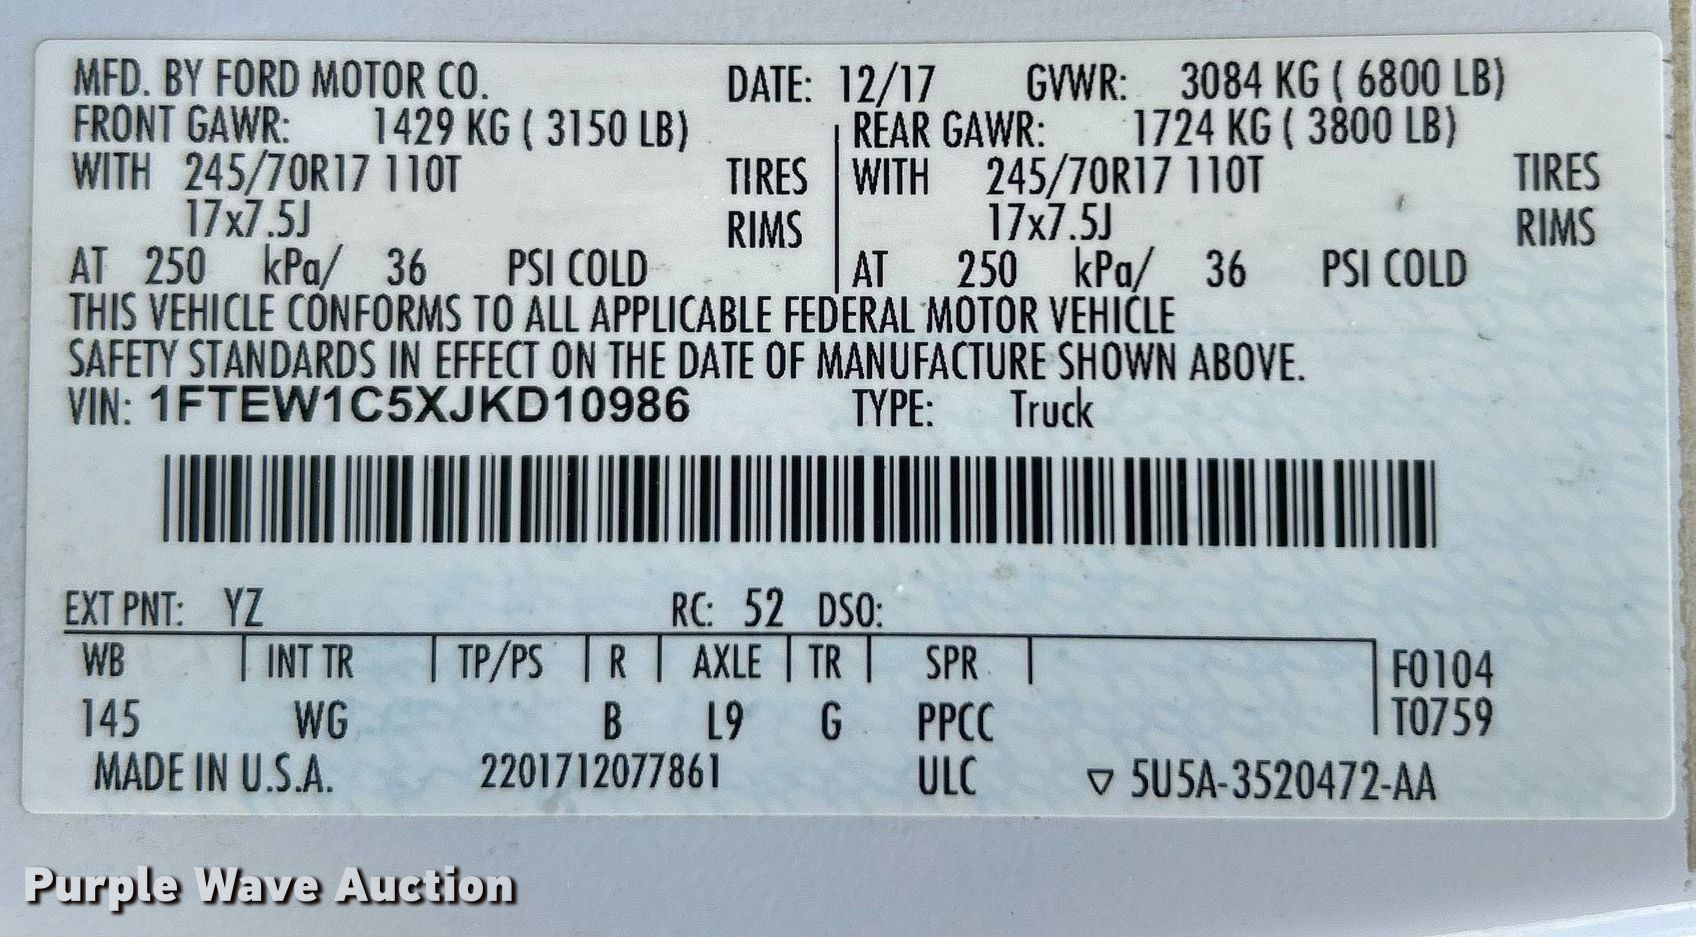 MFD. BY FORD MOTOR CO. DATE: 12/17 GVWR: 3084 KG ( 6800 LB)
FRONT GAWR: 1429 KG ( 3150 LB) REAR GAWR: 1724 KG ( 3800 LB)
WITH 245/70R17 110T TIRES WITH 245/70R17 110T TIRES
17x7.5J RIMS 17x7.5J RIMS
AT 250 kPa/ 36 PSI COLD AT 250 kPa/ 36 PSI COLD
THIS VEHICLE CONFORMS TO ALL APPLICABLE FEDERAL MOTOR VEHICLE
SAFETY STANDARDS IN EFFECT ON THE DATE OF MANUFACTURE SHOWN ABOVE.
VIN: 1FTEW1C5XJKD10986 TYPE: Truck
EXT PNT: YZ RC: 52 DSO:
WB INT TR TP/PS R AXLE TR SPR F0104
145 WG B L9 G PPCC T0759
MADE IN U.S.A. 2201712077861 ULC ▽ 5U5A-3520472-AA
Purple Wave Auction